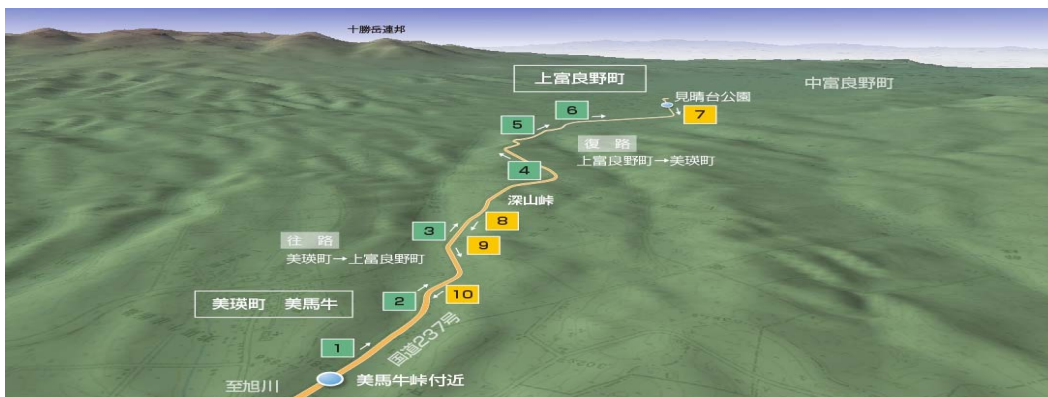 十勝岳連邦
上富良野町
中富良野町
見晴台公園
6
7
5
復 路
上富良野町→美瑛町
4
深山峠
8
3
往 路
9
美瑛町→上富良野町
美瑛町 美馬牛
2
10
国道237号
1
至旭川
美馬牛峠付近